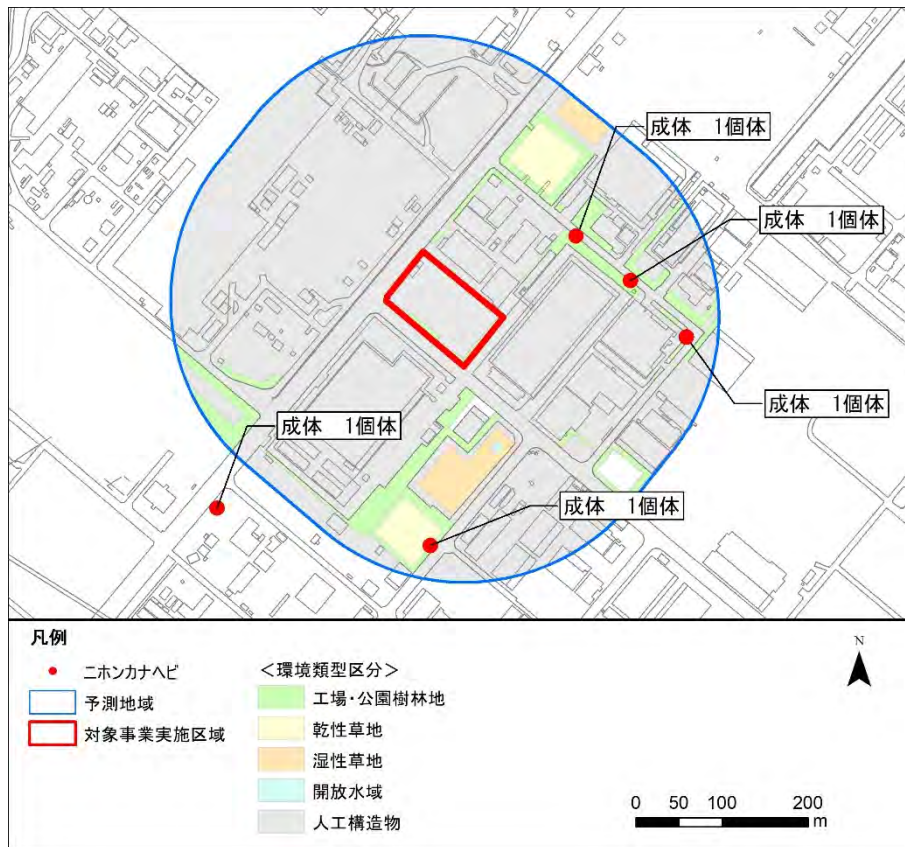 成体 1個体
成体 1個体
成体 1個体
成体 1個体
成体 1個体
凡例
ニホンカナヘビ
予測地域
対象事業実施区域
＜環境類型区分＞
工場・公園樹林地
乾性草地
湿性草地
開放水域
人工構造物
N
0 50 100 200
m